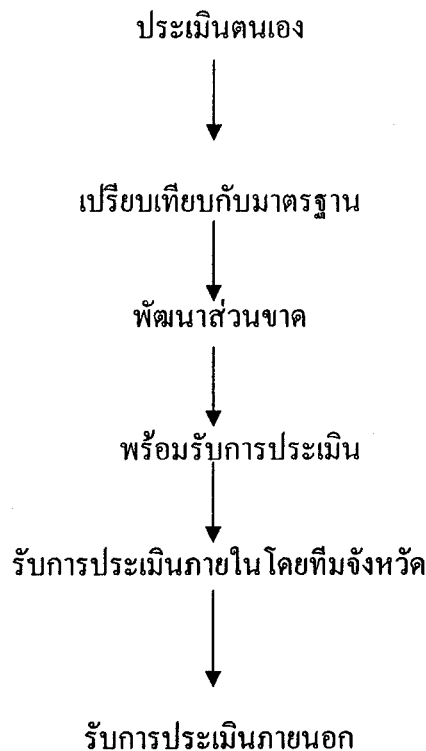 ประเมินตนเอง
เปรียบเทียบกับมาตรฐาน
พัฒนาส่วนขาด
พร้อมรับการประเมิน
รับการประเมินภายใน โดยทีมจังหวัด
รับการประเมินภายนอก